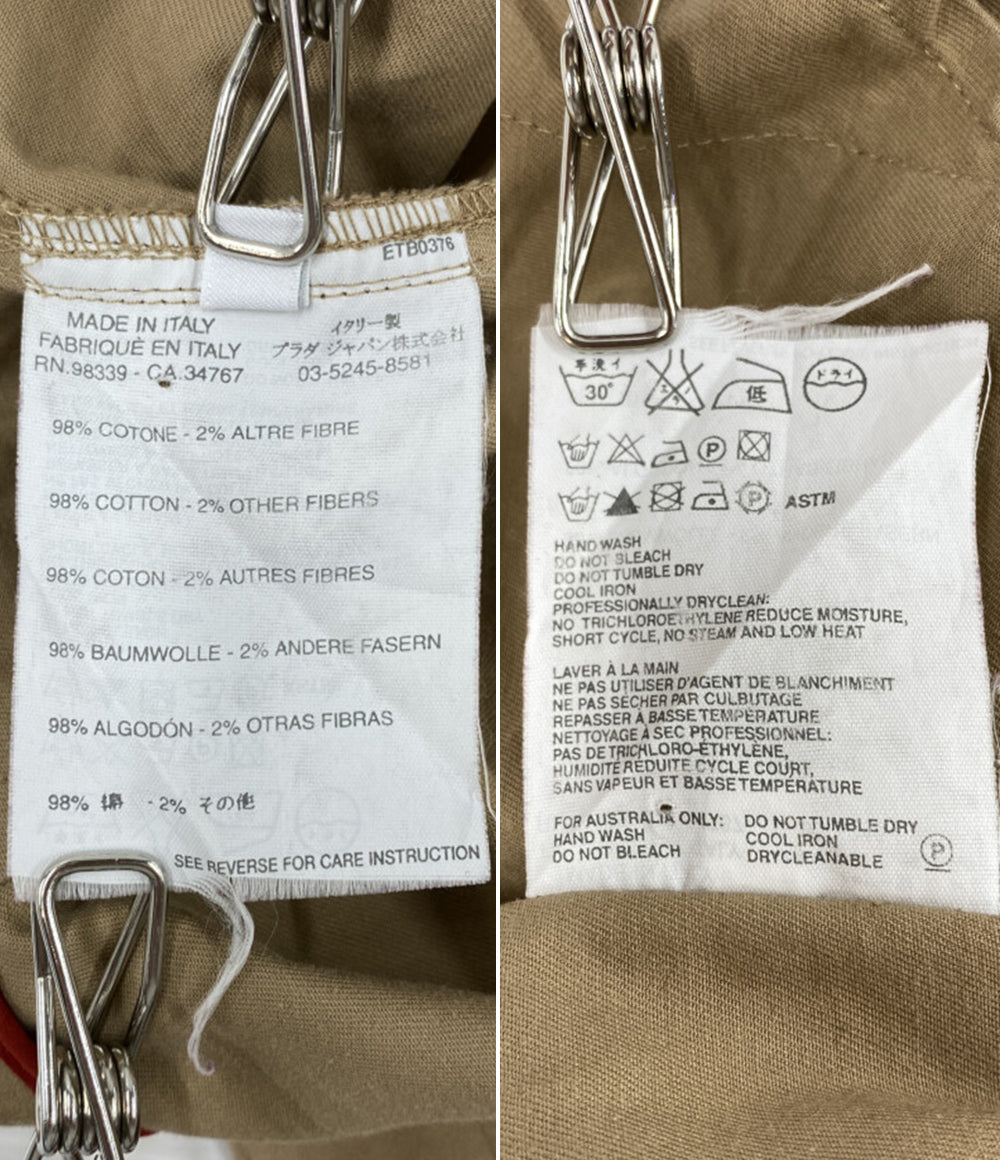 ETB0376
MADE IN ITALY
FABRIQUÉ EN ITALY
RN.98339 - CA.34767
イタリー製
プラダ ジャパン株式会社
03-5245-8581
98% COTONE - 2% ALTRE FIBRE
98% COTTON - 2% OTHER FIBERS
98% COTON - 2% AUTRES FIBRES
98% BAUMWOLLE - 2% ANDERE FASERN
98% ALGODÓN - 2% OTRAS FIBRAS
98% 綿 - 2% その他
SEE REVERSE FOR CARE INSTRUCTION
手洗イ
30°
エンソ
低
ドライ
P
P ASTM
HAND WASH
DO NOT BLEACH
DO NOT TUMBLE DRY
COOL IRON
PROFESSIONALLY DRYCLEAN:
NO TRICHLOROETHYLENE REDUCE MOISTURE,
SHORT CYCLE, NO STEAM AND LOW HEAT
LAVER À LA MAIN
NE PAS UTILISER D'AGENT DE BLANCHIMENT
NE PAS SÉCHER PAR CULBUTAGE
REPASSER À BASSE TEMPÉRATURE
NETTOYAGE À SEC PROFESSIONNEL:
PAS DE TRICHLORO-ÉTHYLÈNE,
HUMIDITÉ RÉDUITE CYCLE COURT,
SANS VAPEUR ET BASSE TEMPÉRATURE
FOR AUSTRALIA ONLY:
HAND WASH
DO NOT BLEACH
DO NOT TUMBLE DRY
COOL IRON
DRYCLEANABLE
P